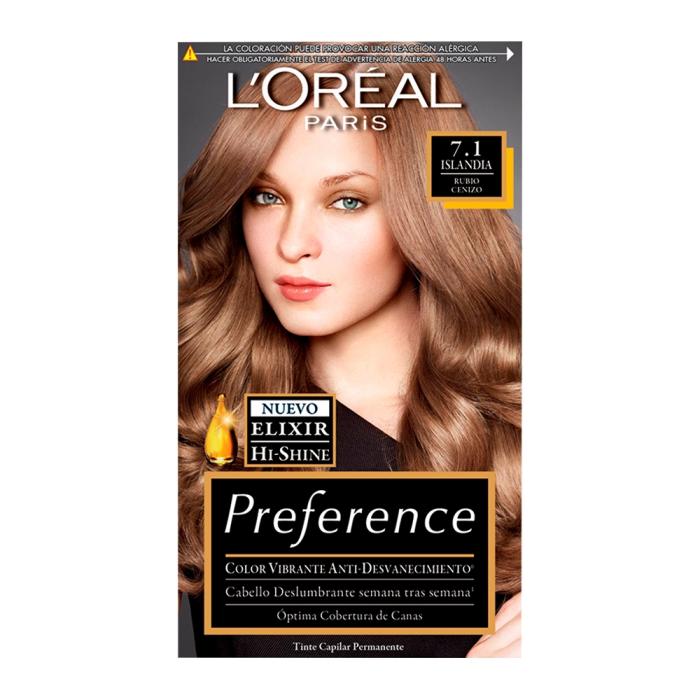 LA COLORACIÓN PUEDE PROVOCAR UNA REACCIÓN ALÉRGICA
HACER OBLIGATORIAMENTE EL TEST DE ADVERTENCIA DE ALERGIA 48 HORAS ANTES
L'ORÉAL
PARiS
7.1
ISLANDIA
RUBIO
CENIZO
NUEVO
ELIXIR
HI-SHINE
Preference
COLOR VIBRANTE ANTI-DESVANECIMIENTO®
Cabello Deslumbrante semana tras semana¹
Óptima Cobertura de Canas
Tinte Capilar Permanente